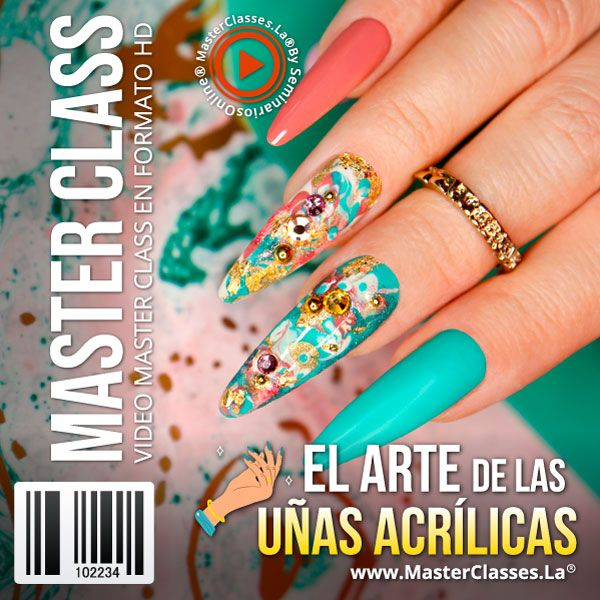 MASTER CLASS
VIDEO MASTER CLASS EN FORMATO HD
MasterClasses.La® By SeminariosOnline®
EL ARTE DE LAS
UÑAS ACRÍLICAS
www.MasterClasses.La®
102234